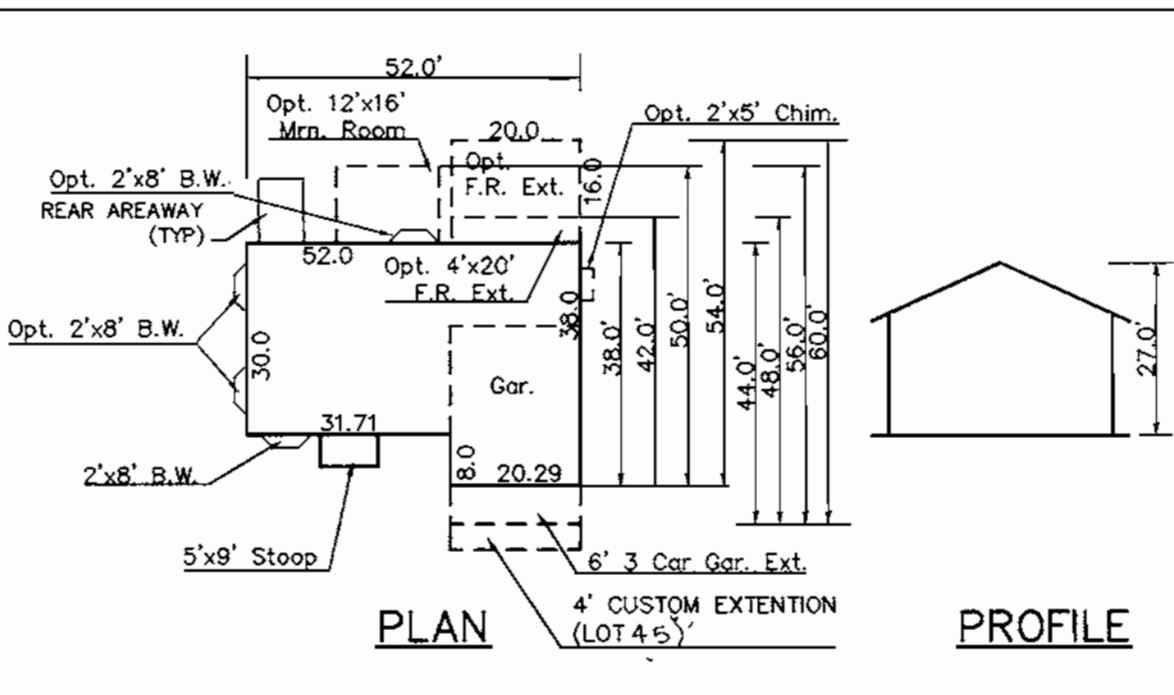 52.0'
Opt. 12'x16'
Mrn. Room
20.0
Opt. 2'x5' Chim.
Opt.
F.R. Ext.
16.0
Opt. 2'x8' B.W.
REAR AREAWAY
(TYP)
52.0
Opt. 4'x20'
F.R. Ext.
38.0
38.0'
42.0'
50.0'
54.0'
44.0'
48.0'
56.0'
60.0'
27.0'
Opt. 2'x8' B.W.
30.0
Gar.
31.71
8.0
20.29
2'x8' B.W.
5'x9' Stoop
6' 3 Car Gar. Ext.
4' CUSTOM EXTENTION
(LOT 45)
PLAN
PROFILE